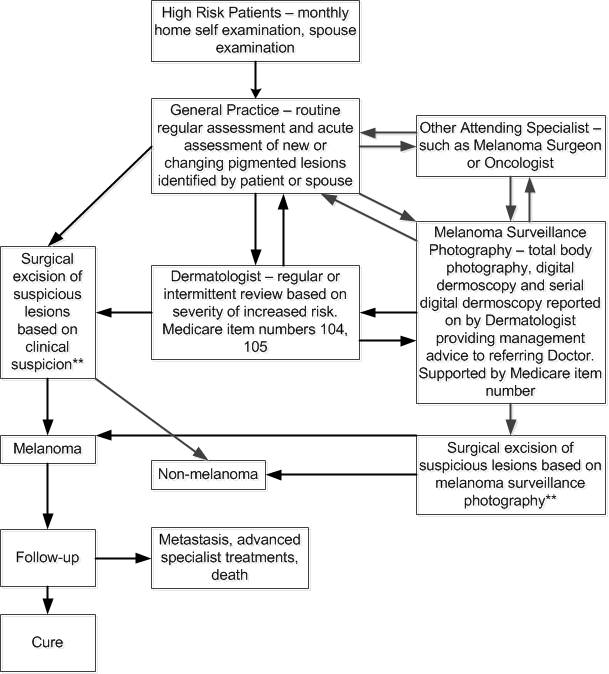 High Risk Patients – monthly
home self examination, spouse
examination
General Practice – routine
regular assessment and acute
assessment of new or
changing pigmented lesions
identified by patient or spouse
Other Attending Specialist –
such as Melanoma Surgeon
or Oncologist
Surgical
excision of
suspicious
lesions
based on
clinical
suspicion**
Dermatologist – regular or
intermittent review based on
severity of increased risk.
Medicare item numbers 104,
105
Melanoma Surveillance
Photography – total body
photography, digital
dermoscopy and serial
digital dermoscopy reported
on by Dermatologist
providing management
advice to referring Doctor.
Supported by Medicare item
number
Melanoma
Non-melanoma
Surgical excision of
suspicious lesions based on
melanoma surveillance
photography**
Follow-up
Metastasis, advanced
specialist treatments,
death
Cure